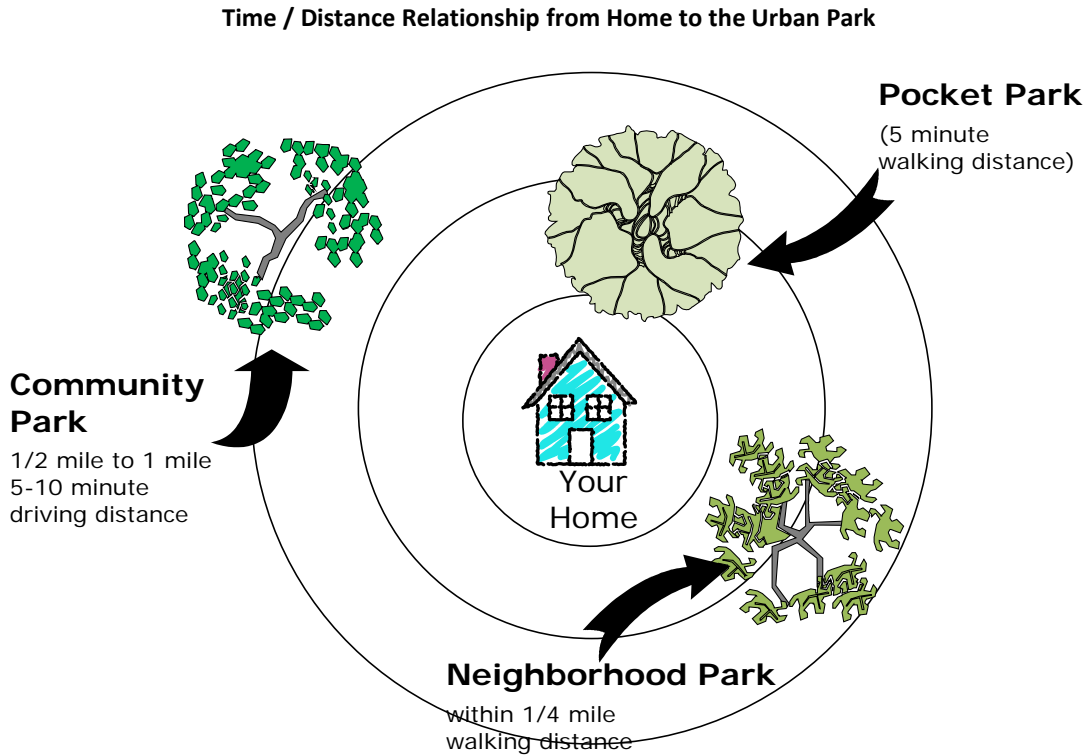 Time / Distance Relationship from Home to the Urban Park
Pocket Park
(5 minute
walking distance)
Community
Park
1/2 mile to 1 mile
5-10 minute
driving distance
Your
Home
Neighborhood Park
within 1/4 mile
walking distance